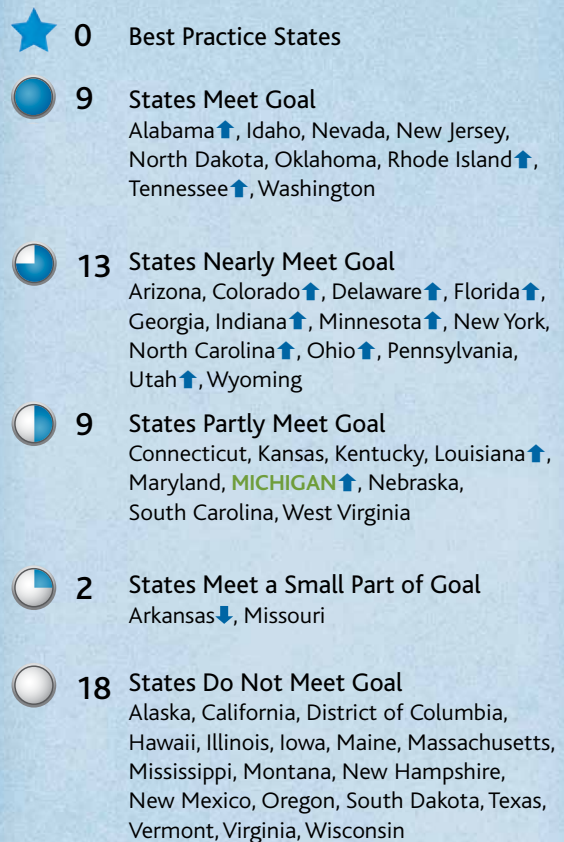 0 Best Practice States
9 States Meet Goal
Alabama⬆, Idaho, Nevada, New Jersey,
North Dakota, Oklahoma, Rhode Island⬆,
Tennessee⬆, Washington
13 States Nearly Meet Goal
Arizona, Colorado⬆, Delaware⬆, Florida⬆,
Georgia, Indiana⬆, Minnesota⬆, New York,
North Carolina⬆, Ohio⬆, Pennsylvania,
Utah⬆, Wyoming
9 States Partly Meet Goal
Connecticut, Kansas, Kentucky, Louisiana⬆,
Maryland, MICHIGAN⬆, Nebraska,
South Carolina, West Virginia
2 States Meet a Small Part of Goal
Arkansas⬇, Missouri
18 States Do Not Meet Goal
Alaska, California, District of Columbia,
Hawaii, Illinois, Iowa, Maine, Massachusetts,
Mississippi, Montana, New Hampshire,
New Mexico, Oregon, South Dakota, Texas,
Vermont, Virginia, Wisconsin